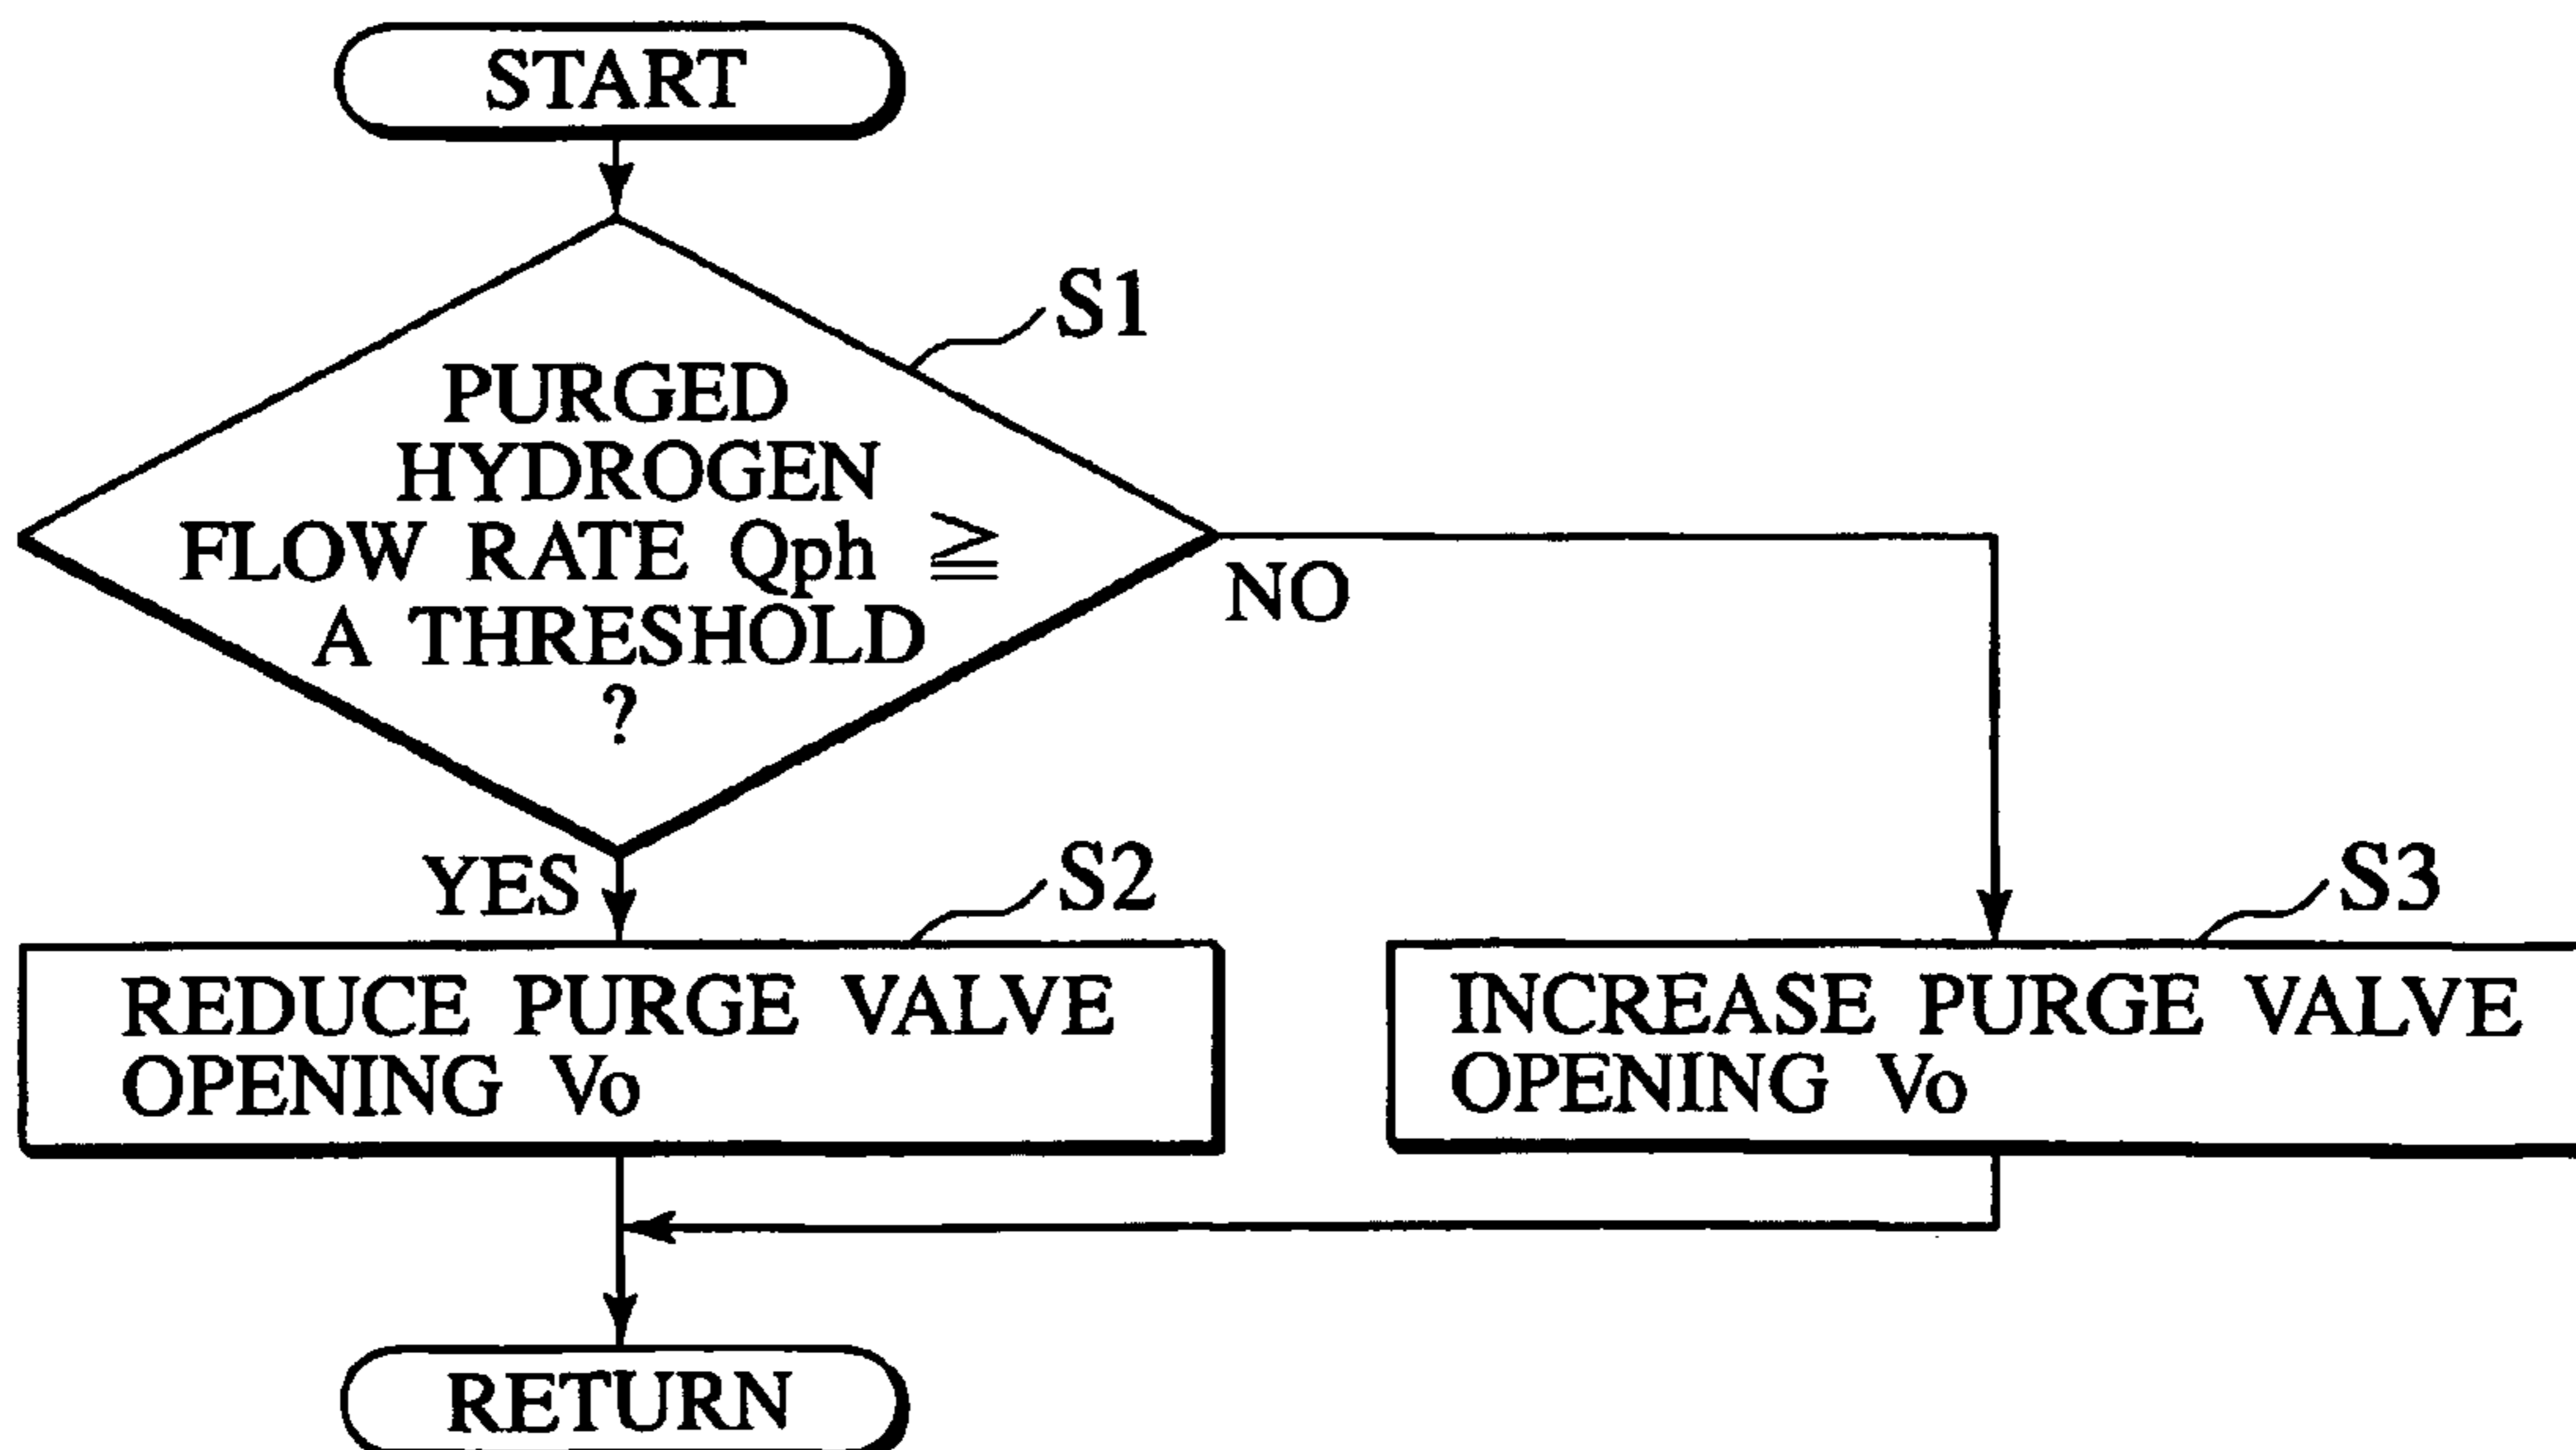 START
S1
PURGED
HYDROGEN
FLOW RATE Qph ≧
A THRESHOLD
?
NO
YES
S2
REDUCE PURGE VALVE
OPENING Vo
S3
INCREASE PURGE VALVE
OPENING Vo
RETURN